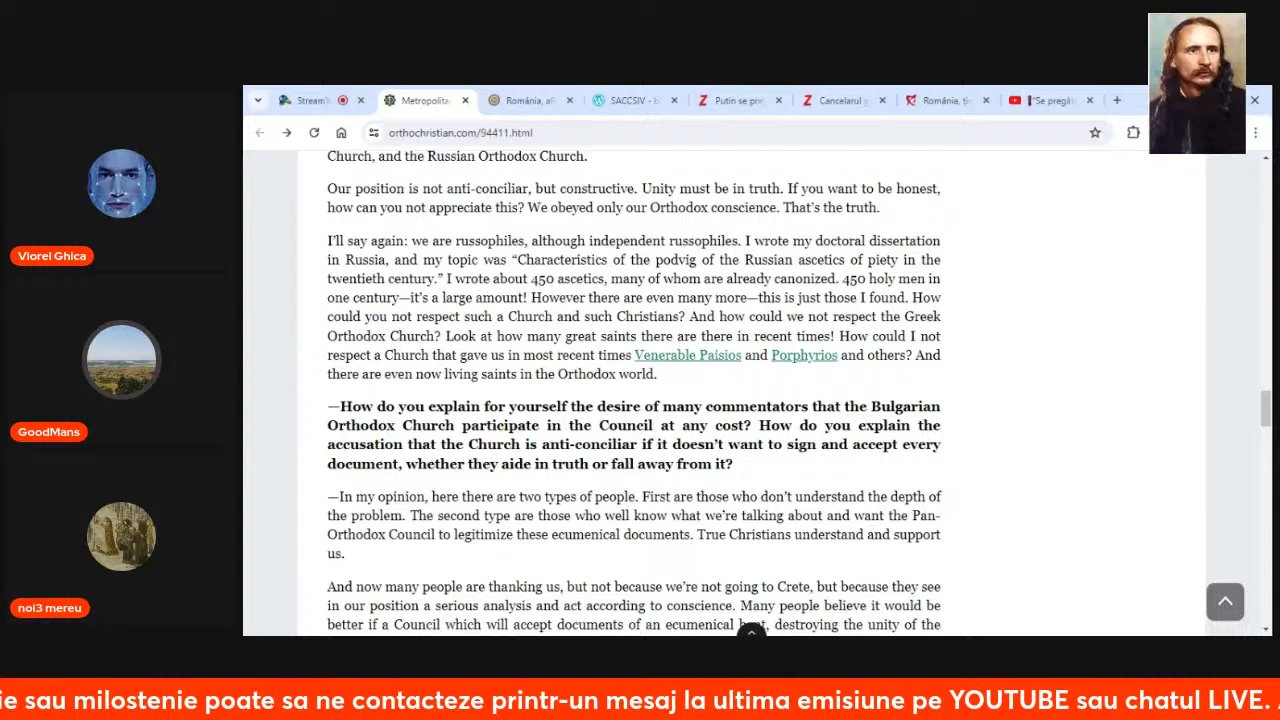 StreamY
Metropolita
România, af
SACCSIV - b
Putin se pre
Cancelarul g
România, țin
"Se pregăt
orthochristian.com/94411.html
Church, and the Russian Orthodox Church.
Our position is not anti-conciliar, but constructive. Unity must be in truth. If you want to be honest,
how can you not appreciate this? We obeyed only our Orthodox conscience. That's the truth.
I'll say again: we are russophiles, although independent russophiles. I wrote my doctoral dissertation
in Russia, and my topic was “Characteristics of the podvig of the Russian ascetics of piety in the
twentieth century.” I wrote about 450 ascetics, many of whom are already canonized. 450 holy men in
one century—it's a large amount! However there are even many more—this is just those I found. How
could you not respect such a Church and such Christians? And how could we not respect the Greek
Orthodox Church? Look at how many great saints there are there in recent times! How could I not
respect a Church that gave us in most recent times Venerable Paisios and Porphyrios and others? And
there are even now living saints in the Orthodox world.
—How do you explain for yourself the desire of many commentators that the Bulgarian
Orthodox Church participate in the Council at any cost? How do you explain the
accusation that the Church is anti-conciliar if it doesn't want to sign and accept every
document, whether they aide in truth or fall away from it?
—In my opinion, here there are two types of people. First are those who don't understand the depth of
the problem. The second type are those who well know what we're talking about and want the Pan-
Orthodox Council to legitimize these ecumenical documents. True Christians understand and support
us.
And now many people are thanking us, but not because we're not going to Crete, but because they see
in our position a serious analysis and act according to conscience. Many people believe it would be
better if a Council which will accept documents of an ecumenical destroying the unity of the
Viorel Ghica
GoodMans
noi3 mereu
ie sau milostenie poate sa ne contacteze printr-un mesaj la ultima emisiune pe YOUTUBE sau chatul LIVE.